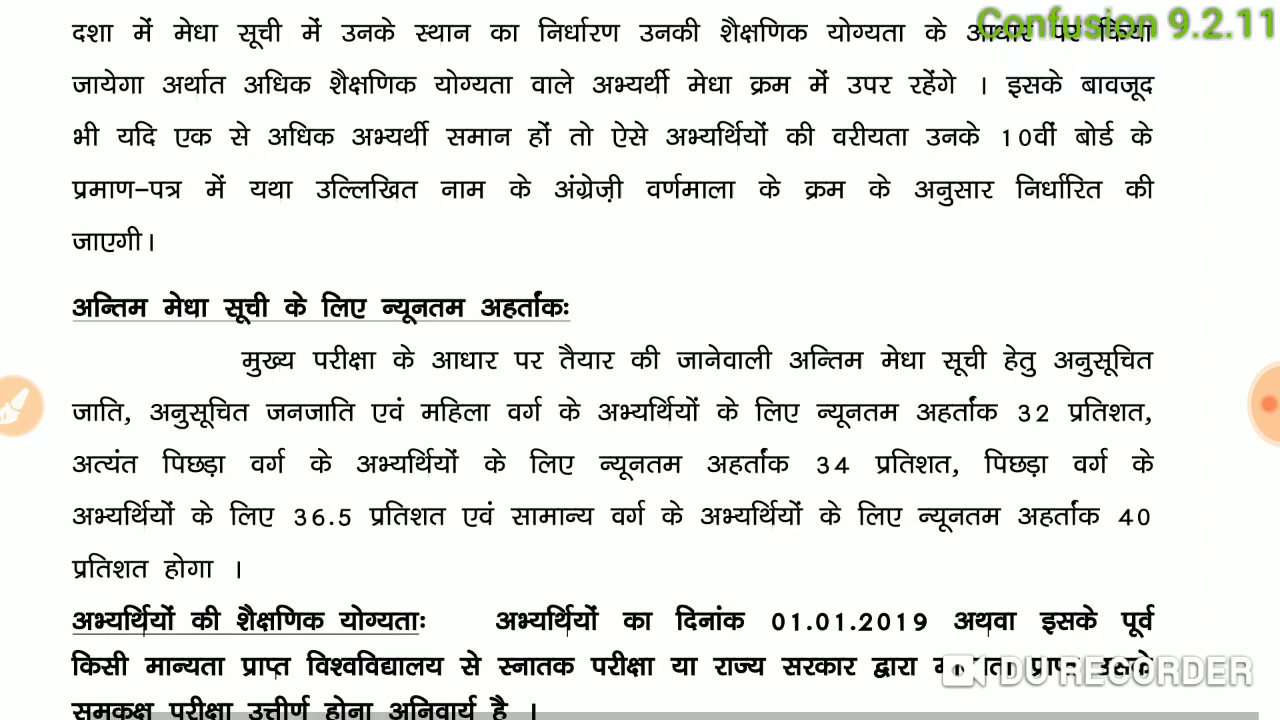 Confusion 9.2.11
दशा में मेधा सूची में उनके स्थान का निर्धारण उनकी शैक्षणिक योग्यता के आधार पर किया
जायेगा अर्थात अधिक शैक्षणिक योग्यता वाले अभ्यर्थी मेधा क्रम में उपर रहेंगे ।  इसके बावजूद
भी यदि एक से अधिक अभ्यर्थी समान हों तो ऐसे अभ्यर्थियों की वरीयता उनके 10वीं बोर्ड के
प्रमाण-पत्र में यथा उल्लिखित नाम के अंग्रेज़ी वर्णमाला के क्रम के अनुसार निर्धारित की
जाएगी।
अन्तिम मेधा सूची के लिए न्यूनतम अहर्तांकः
मुख्य परीक्षा के आधार पर तैयार की जानेवाली अन्तिम मेधा सूची हेतु अनुसूचित
जाति, अनुसूचित जनजाति एवं महिला वर्ग के अभ्यर्थियों के लिए न्यूनतम अहर्तांक 32 प्रतिशत,
अत्यंत पिछड़ा वर्ग के अभ्यर्थियों के लिए न्यूनतम अहर्तांक 34 प्रतिशत, पिछड़ा वर्ग के
अभ्यर्थियों के लिए 36.5 प्रतिशत एवं सामान्य वर्ग के अभ्यर्थियों के लिए न्यूनतम अहर्तांक 40
प्रतिशत होगा ।
अभ्यर्थियों की शैक्षणिक योग्यताः अभ्यर्थियों का दिनांक 01.01.2019 अथवा इसके पूर्व
किसी मान्यता प्राप्त विश्वविद्यालय से स्नातक परीक्षा या राज्य सरकार द्वारा मान्यता प्राप्त उसके
समकक्ष परीक्षा उत्तीर्ण होना अनिवार्य है ।
DU RECORDER